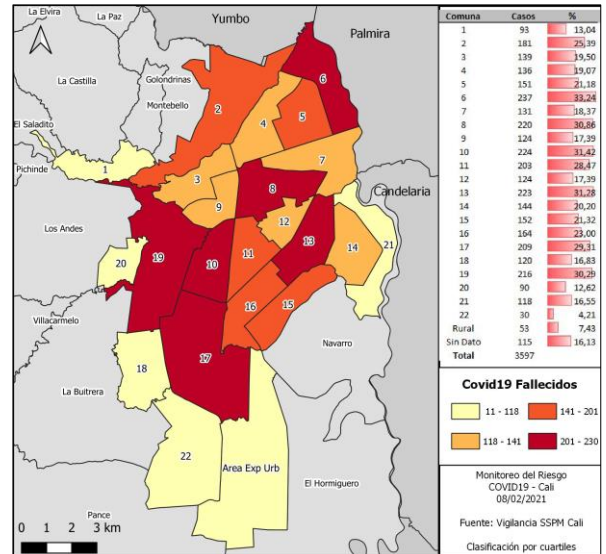 La Elvira
La Paz
Yumbo
Palmira
La Castilla
Golondrinas
Montebello
El Saladito
Pichinde
Candelaria
Los Andes
Villacarmelo
La Buitrera
Navarro
Pance
El Hormiguero
Area Exp Urb
6
2
5
4
7
1
3
8
9
12
19
10
11
13
14
21
20
16
15
17
18
22
0 1 2 3 km
Comuna Casos %
1 93 13,04
2 181 25,39
3 139 19,50
4 136 19,07
5 151 21,18
6 237 33,24
7 131 18,37
8 220 30,86
9 124 17,39
10 224 31,42
11 203 28,47
12 124 17,39
13 223 31,28
14 144 20,20
15 152 21,32
16 164 23,00
17 209 29,31
18 120 16,83
19 216 30,29
20 90 12,62
21 118 16,55
22 30 4,21
Rural 53 7,43
Sin Dato 115 16,13
Total 3597
Covid19 Fallecidos
11 - 118 141 - 201
118 - 141 201 - 230
Monitoreo del Riesgo
COVID19 - Cali
08/02/2021
Fuente: Vigilancia SSPM Cali
Clasificación por cuartiles